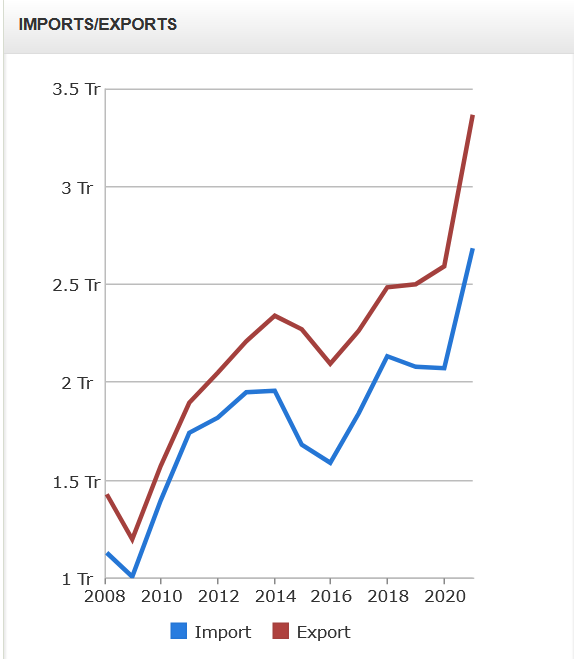 IMPORTS/EXPORTS
3.5 Tr
3 Tr
2.5 Tr
2 Tr
1.5 Tr
1 Tr
2008 2010 2012 2014 2016 2018 2020
Import Export